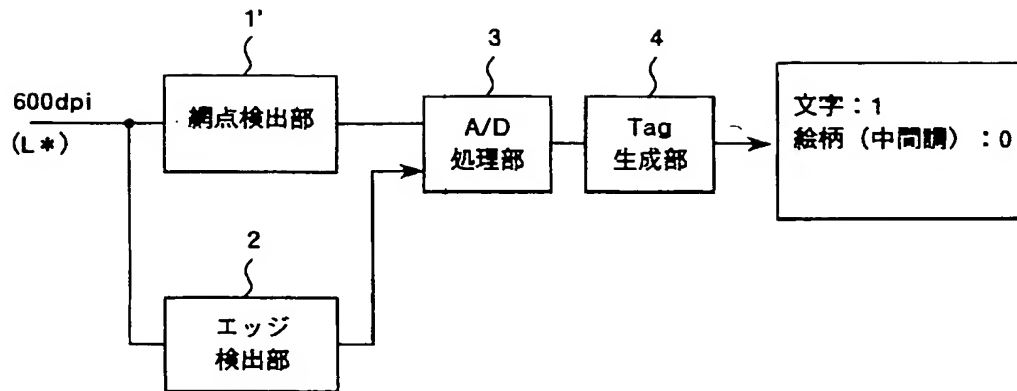 1'
3
4
600dpi
(L*)
網点検出部
A/D
処理部
Tag
生成部
文字：1
絵柄（中間調）：0
2
エッジ
検出部